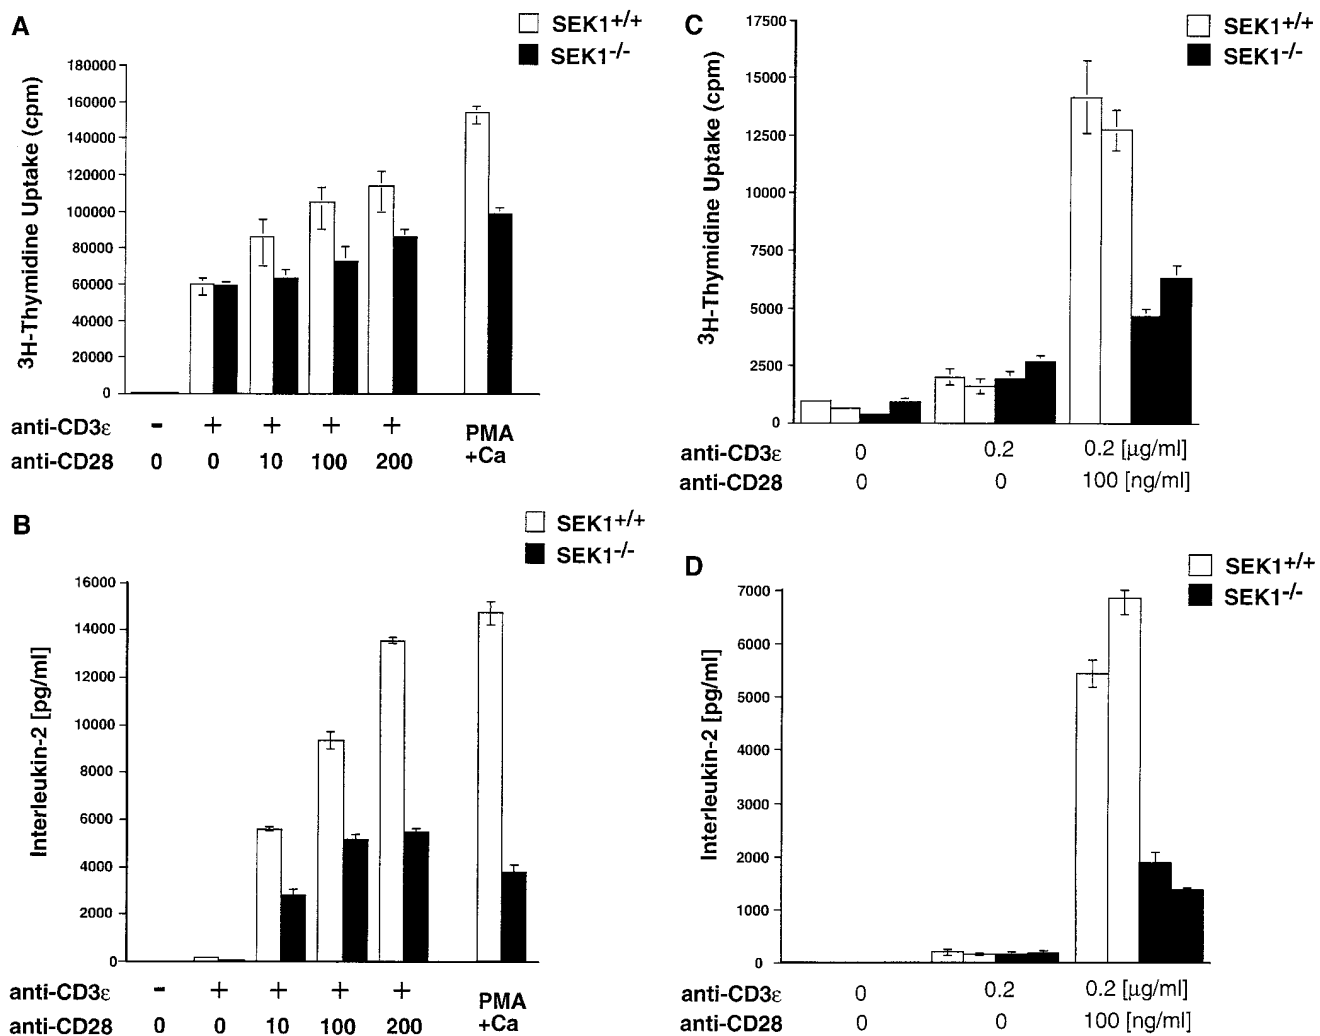 A
SEK1+/+
SEK1-/-
3H-Thymidine Uptake (cpm)
180000
160000
140000
120000
100000
80000
60000
40000
20000
0
anti-CD3ε - + + + + PMA
anti-CD28 0 0 10 100 200 +Ca
B
SEK1+/+
SEK1-/-
Interleukin-2 [pg/ml]
16000
14000
12000
10000
8000
6000
4000
2000
0
anti-CD3ε - + + + + PMA
anti-CD28 0 0 10 100 200 +Ca
C
SEK1+/+
SEK1-/-
3H-Thymidine Uptake (cpm)
17500
15000
12500
10000
7500
5000
2500
0
anti-CD3ε 0 0.2 0.2 [µg/ml]
anti-CD28 0 0 100 [ng/ml]
D
SEK1+/+
SEK1-/-
Interleukin-2 [pg/ml]
7000
6000
5000
4000
3000
2000
1000
0
anti-CD3ε 0 0.2 0.2 [µg/ml]
anti-CD28 0 0 100 [ng/ml]